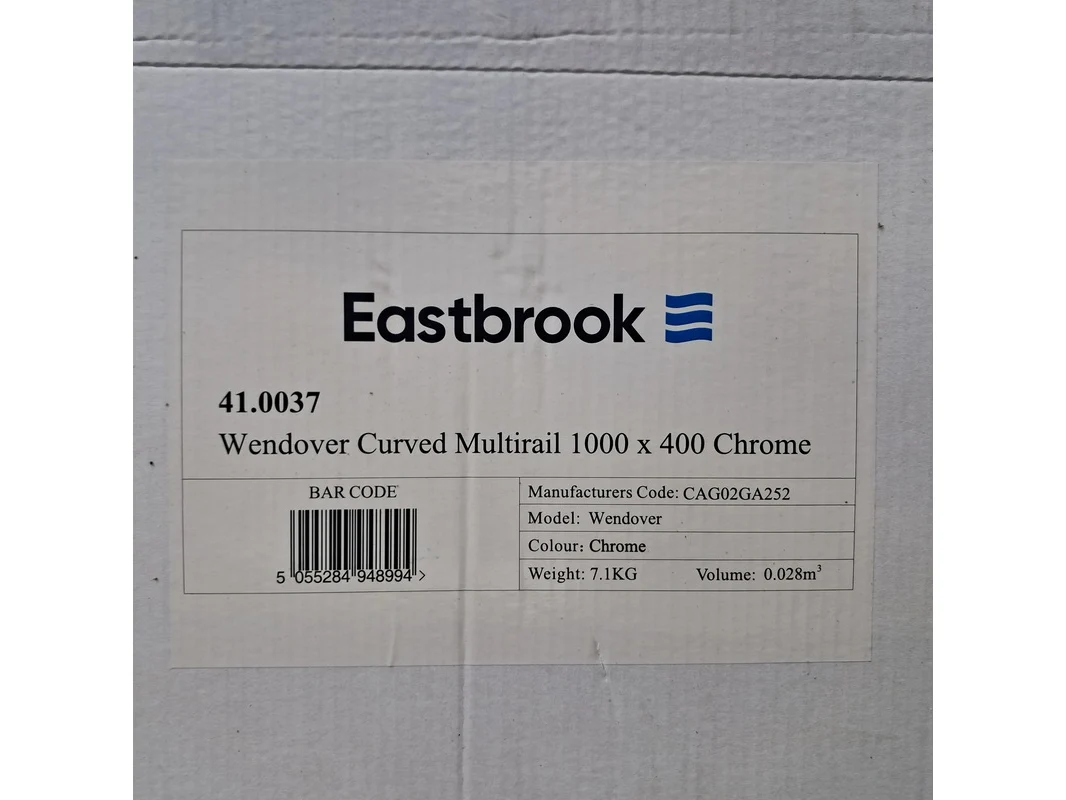 Eastbrook
41.0037
Wendover Curved Multirail 1000 x 400 Chrome
BAR CODE
5 055284 948994 >
Manufacturers Code: CAG02GA252
Model: Wendover
Colour: Chrome
Weight: 7.1KG Volume: 0.028m³